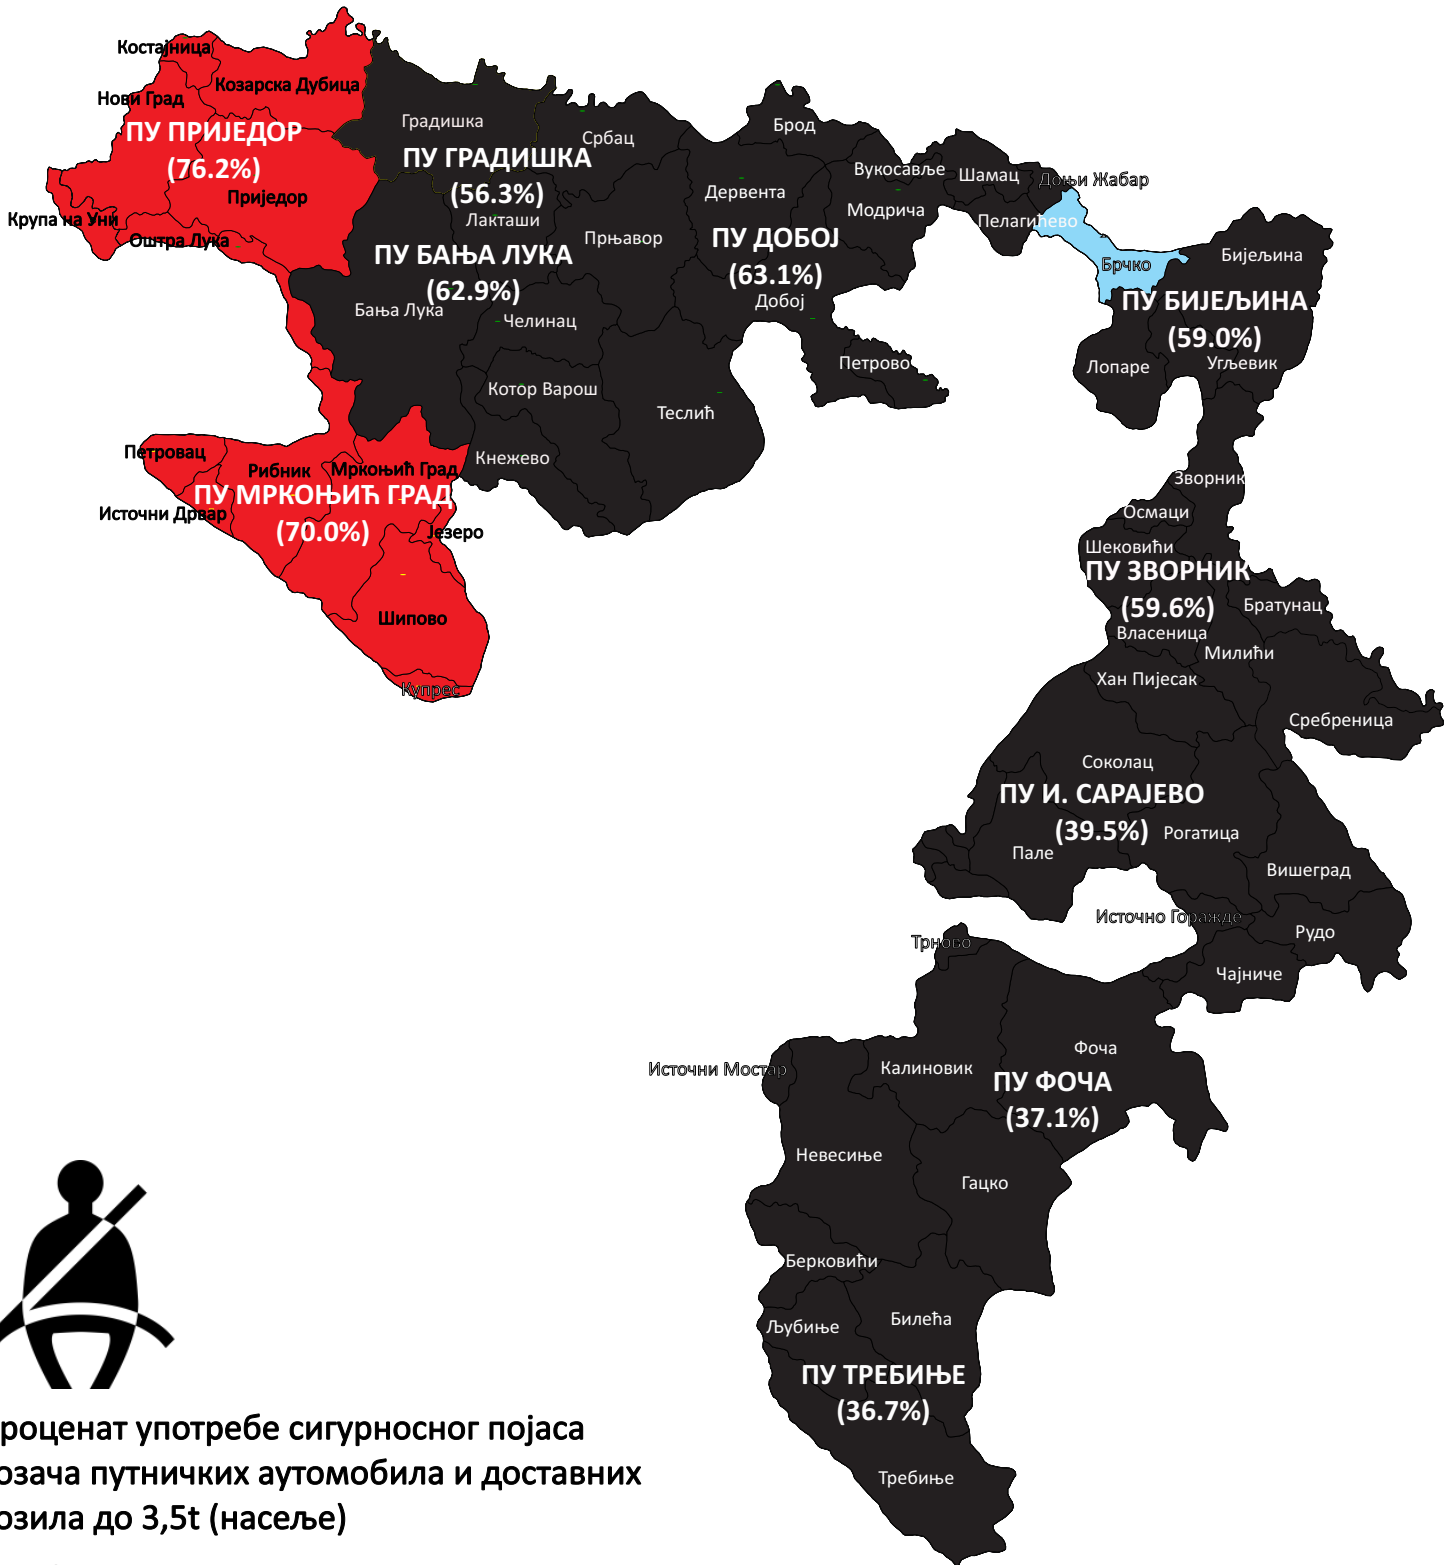 Костајница
Козарска Дубица
Нови Град
ПУ ПРИЈЕДОР
(76.2%)
Приједор
Крупа на Уни
Оштра Лука
Градишка
ПУ ГРАДИШКА
(56.3%)
Лакташи
ПУ БАЊА ЛУКА
(62.9%)
Бања Лука
Србац
Прњавор
Челинац
Котор Варош
Кнежево
Теслић
Брод
Дервента
Вукосавље
Модрича
Шамац
Доњи Жабар
Пелагићево
ПУ ДОБОЈ
(63.1%)
Добој
Петрово
Брчко
Бијељина
ПУ БИЈЕЉИНА
(59.0%)
Лопаре
Угљевик
Петровац
Рибник
Мркоњић Град
ПУ МРКОЊИЋ ГРАД
(70.0%)
Источни Дрвар
Језеро
Шипово
Купрес
Зворник
Осмаци
Шековићи
ПУ ЗВОРНИК
(59.6%)
Братунац
Власеница
Милићи
Хан Пијесак
Сребреница
Соколац
ПУ И. САРАЈЕВО
(39.5%)
Рогатица
Пале
Вишеград
Источно Горажде
Рудо
Трново
Чајниче
Источни Мостар
Калиновик
Фоча
ПУ ФОЧА
(37.1%)
Невесиње
Гацко
Берковићи
Љубиње
Билећа
ПУ ТРЕБИЊЕ
(36.7%)
Требиње
роценат употребе сигурносног појаса
озача путничких аутомобила и доставних
озила до 3,5t (насеље)